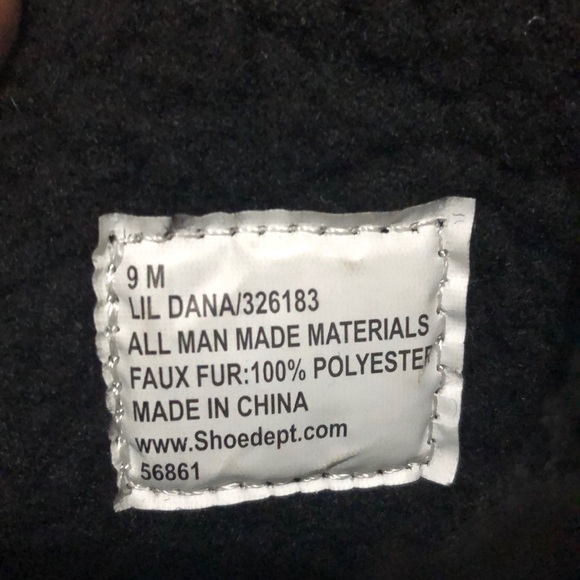 9 M
LIL DANA/326183
ALL MAN MADE MATERIALS
FAUX FUR:100% POLYESTER
MADE IN CHINA
www.Shoedept.com
56861